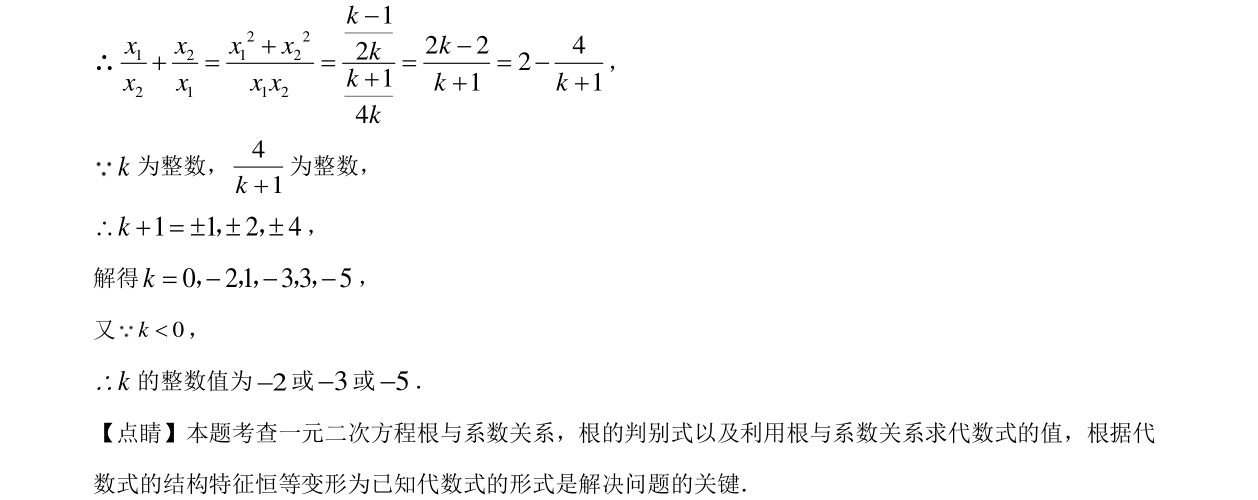 ∴ x₁/x₂ + x₂/x₁ = (x₁² + x₂²)/(x₁x₂) = ((k−1)/(2k))/((k+1)/(4k)) = (2k−2)/(k+1) = 2 − 4/(k+1),
∵k 为整数, 4/(k+1) 为整数,
∴k+1=±1,±2,±4,
解得k=0,−2,1,−3,3,−5,
又∵k<0,
∴k 的整数值为−2或−3或−5.
【点睛】本题考查一元二次方程根与系数关系，根的判别式以及利用根与系数关系求代数式的值，根据代
数式的结构特征恒等变形为已知代数式的形式是解决问题的关键.